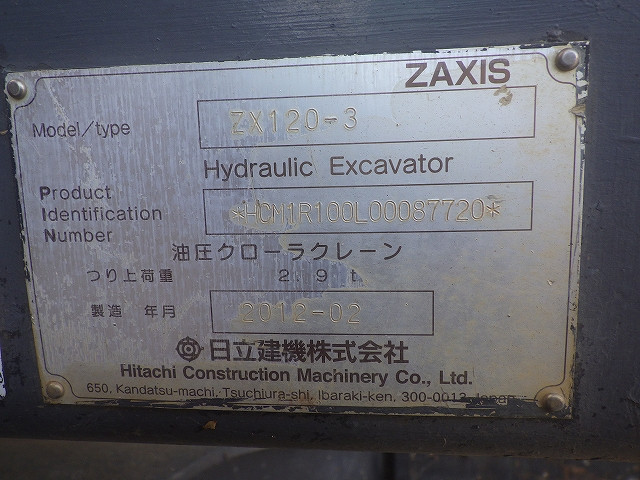 ZAXIS
Model/type ZX120-3
Hydraulic Excavator
Product
Identification *HCM1R100L00087720*
Number
油圧クローラクレーン
つり上荷重 2.9t
製造 年月 2012-02
日立建機株式会社
Hitachi Construction Machinery Co., Ltd.
650, Kandatsu-machi, Tsuchiura-shi, Ibaraki-ken, 300-0013, Japan